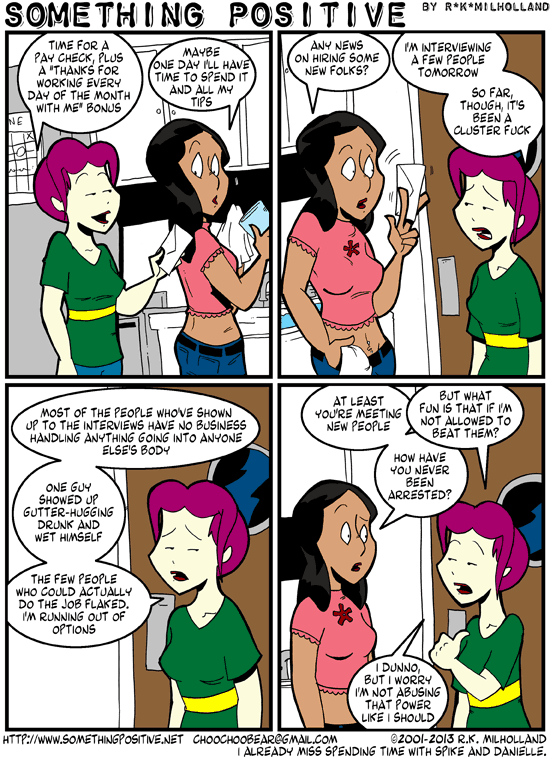 SOMETHING POSITIVE
BY R*K*MILHOLLAND
TIME FOR A
PAY CHECK, PLUS
A "THANKS FOR
WORKING EVERY
DAY OF THE MONTH
WITH ME" BONUS
MAYBE
ONE DAY I'LL HAVE
TIME TO SPEND IT
AND ALL MY
TIPS
NE
X
ANY NEWS
ON HIRING SOME
NEW FOLKS?
I'M INTERVIEWING
A FEW PEOPLE
TOMORROW
SO FAR,
THOUGH, IT'S
BEEN A
CLUSTER FUCK
MOST OF THE PEOPLE WHO'VE SHOWN
UP TO THE INTERVIEWS HAVE NO BUSINESS
HANDLING ANYTHING GOING INTO ANYONE
ELSE'S BODY
ONE GUY
SHOWED UP
GUTTER-HUGGING
DRUNK AND
WET HIMSELF
THE FEW PEOPLE
WHO COULD ACTUALLY
DO THE JOB FLAKED.
I'M RUNNING OUT OF
OPTIONS
AT LEAST
YOU'RE MEETING
NEW PEOPLE
BUT WHAT
FUN IS THAT IF I'M
NOT ALLOWED TO
BEAT THEM?
HOW HAVE
YOU NEVER
BEEN
ARRESTED?
I DUNNO,
BUT I WORRY
I'M NOT ABUSING
THAT POWER
LIKE I SHOULD
HTTP://WWW.SOMETHINGPOSITIVE.NET CHOOCHOOBEAR@GMAIL.COM ©2001-2013 R.K. MILHOLLAND
I ALREADY MISS SPENDING TIME WITH SPIKE AND DANIELLE.